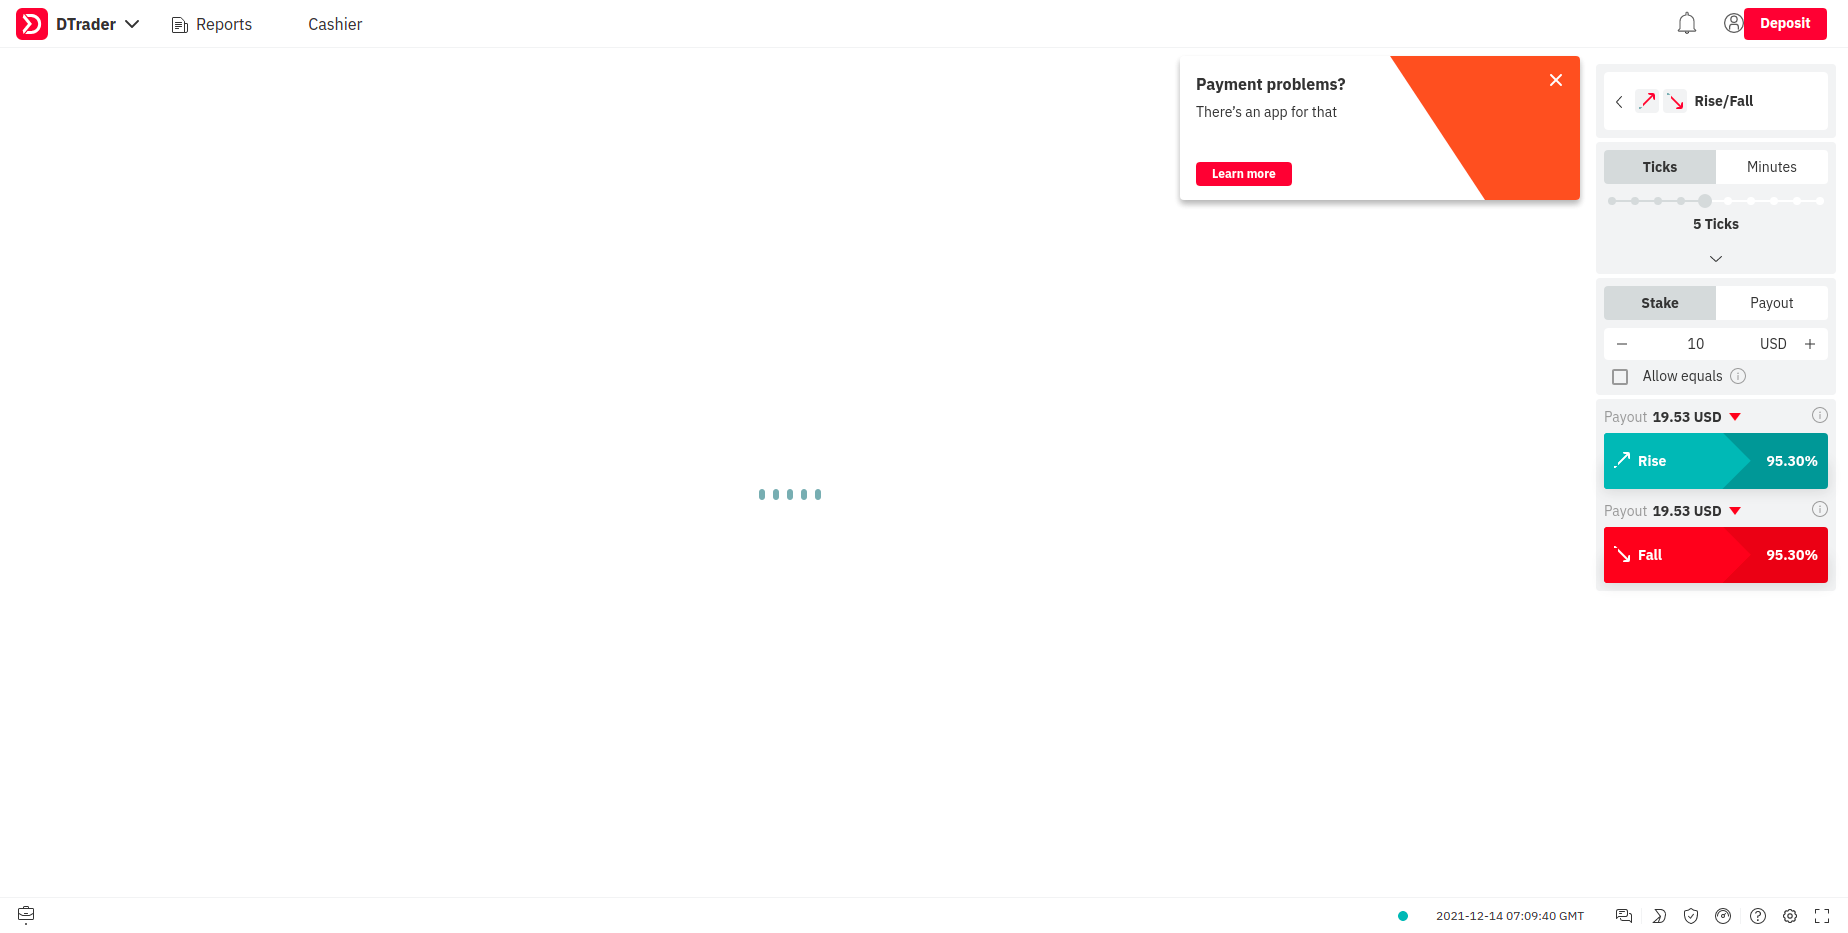 DTrader
Reports
Cashier
Deposit
Payment problems?
There's an app for that
Learn more
Rise/Fall
Ticks
Minutes
5 Ticks
Stake
Payout
10
USD
Allow equals
Payout 19.53 USD
Rise
95.30%
Payout 19.53 USD
Fall
95.30%
2021-12-14 07:09:40 GMT